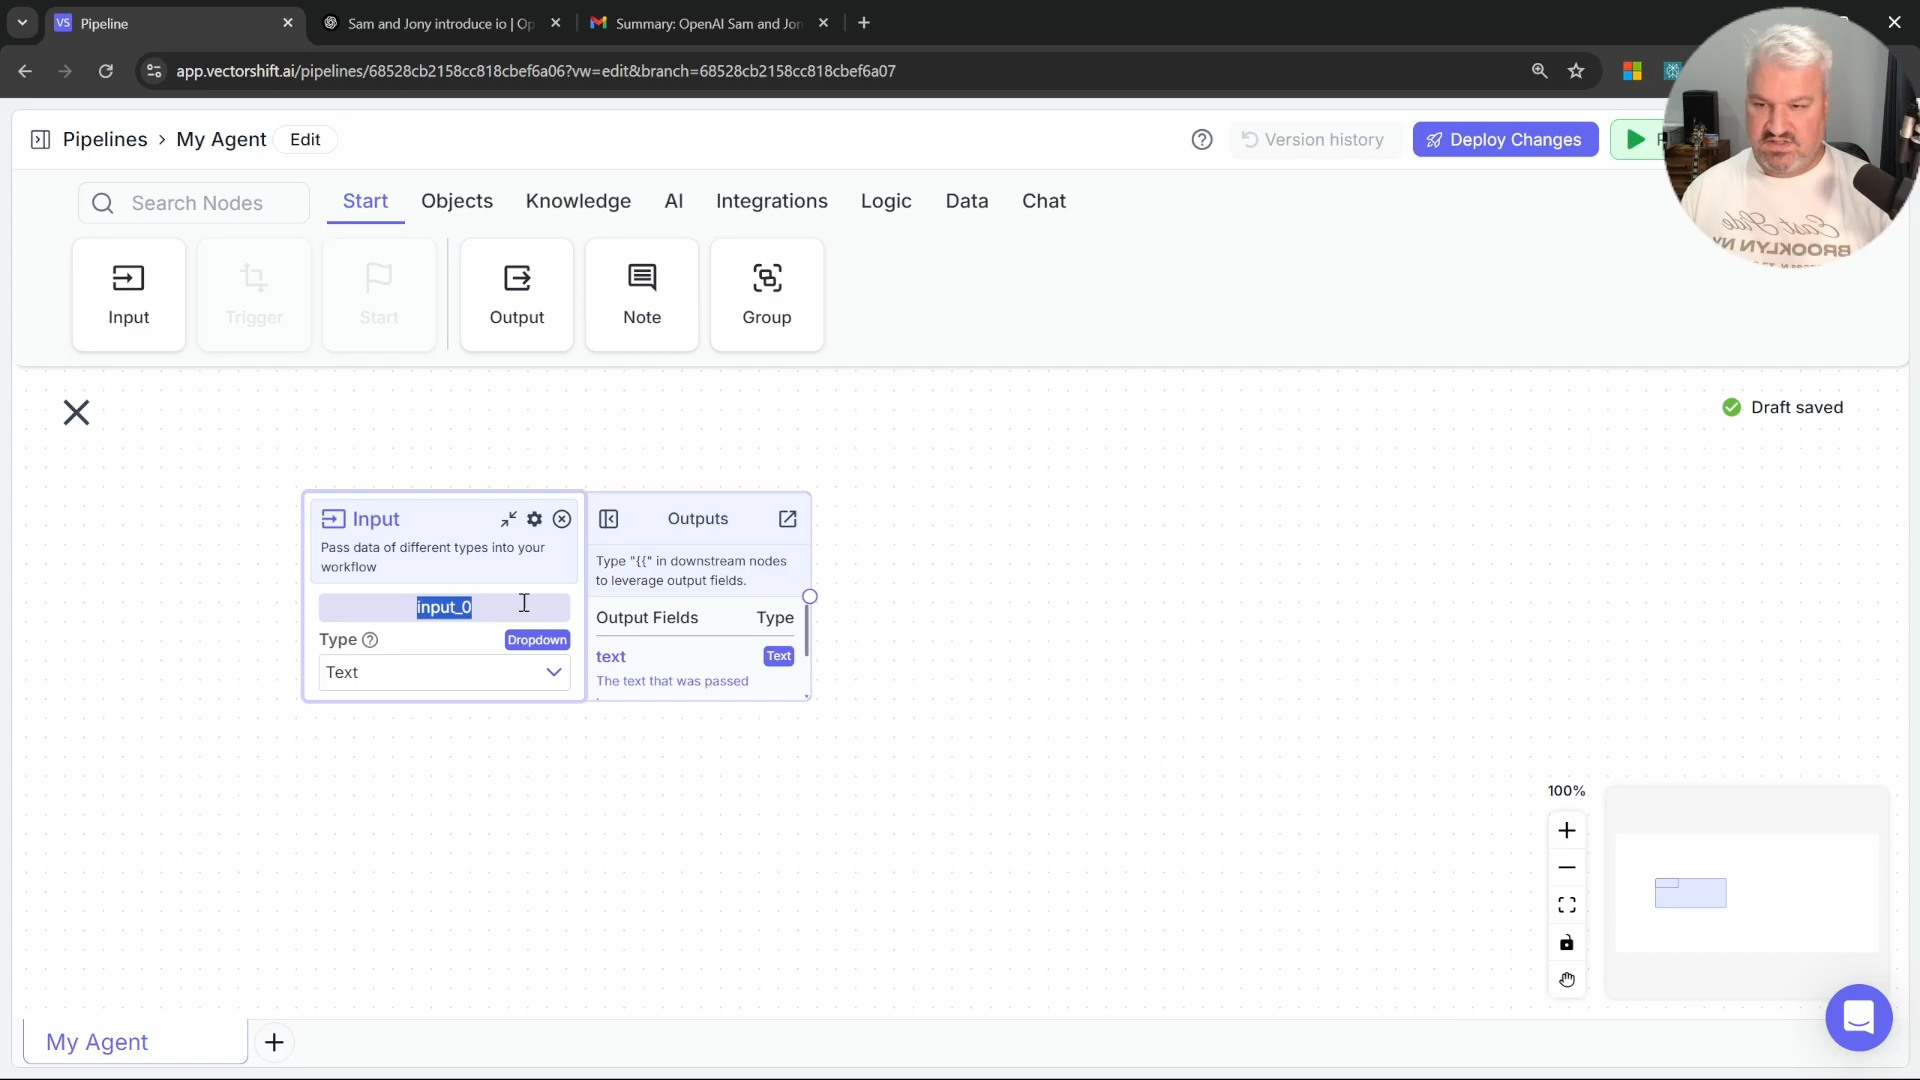 Pipeline
Sam and Jony introduce io | Op
Summary: OpenAI Sam and Jon
app.vectorshift.ai/pipelines/68528cb2158cc818cbef6a06?vw=edit&branch=68528cb2158cc818cbef6a07
Pipelines > My Agent Edit
Version history
Deploy Changes
Search Nodes
Start
Objects
Knowledge
AI
Integrations
Logic
Data
Chat
Input
Trigger
Start
Output
Note
Group
Draft saved
Input
Pass data of different types into your
workflow
input_0
Type
Dropdown
Text
Outputs
Type "{{" in downstream nodes
to leverage output fields.
Output Fields Type
text Text
The text that was passed
100%
My Agent
BROOKLYN NY